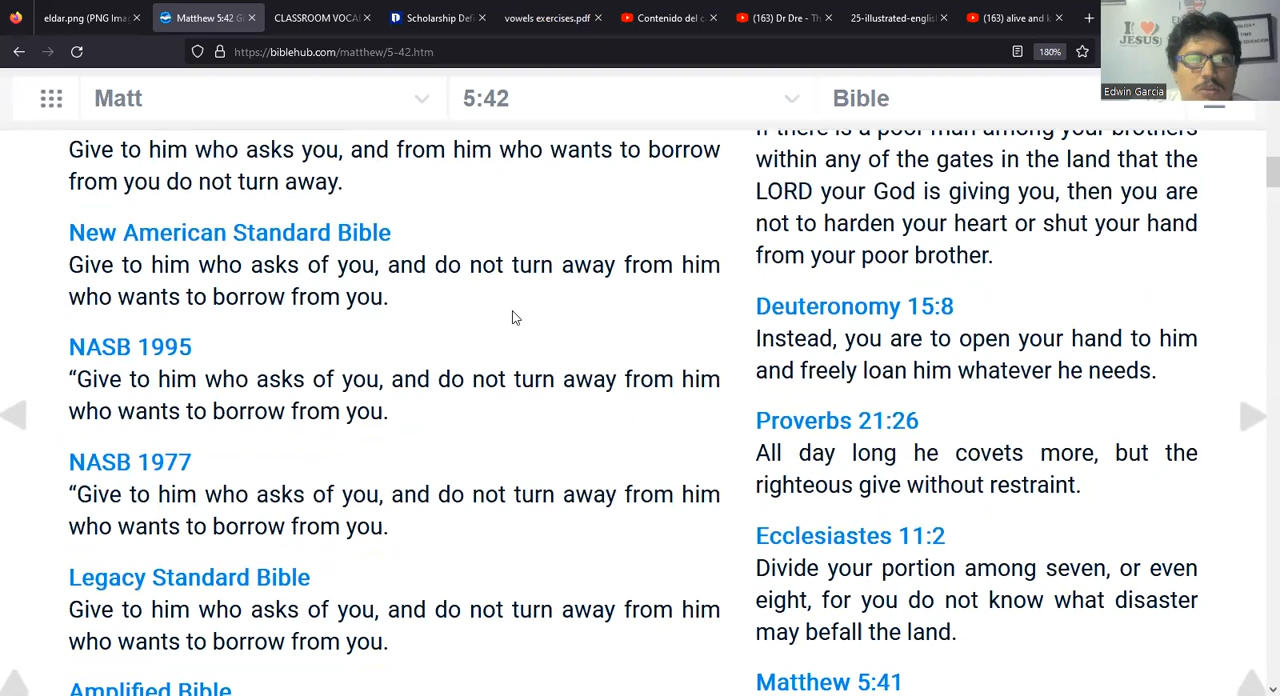 eldar.png (PNG Ima
Matthew 5:42 G
CLASSROOM VOCA
Scholarship Defi
vowels exercises.pdf
Contenido del c
(163) Dr Dre - Th
25-illustrated-englis
(163) alive and k
https://biblehub.com/matthew/5-42.htm
180%
I
JESUS
Edwin Garcia
Matt
5:42
Bible
Give to him who asks you, and from him who wants to borrow
from you do not turn away.
New American Standard Bible
Give to him who asks of you, and do not turn away from him
who wants to borrow from you.
NASB 1995
“Give to him who asks of you, and do not turn away from him
who wants to borrow from you.
NASB 1977
“Give to him who asks of you, and do not turn away from him
who wants to borrow from you.
Legacy Standard Bible
Give to him who asks of you, and do not turn away from him
who wants to borrow from you.
Amplified Bible
If there is a poor man among your brothers
within any of the gates in the land that the
LORD your God is giving you, then you are
not to harden your heart or shut your hand
from your poor brother.
Deuteronomy 15:8
Instead, you are to open your hand to him
and freely loan him whatever he needs.
Proverbs 21:26
All day long he covets more, but the
righteous give without restraint.
Ecclesiastes 11:2
Divide your portion among seven, or even
eight, for you do not know what disaster
may befall the land.
Matthew 5:41